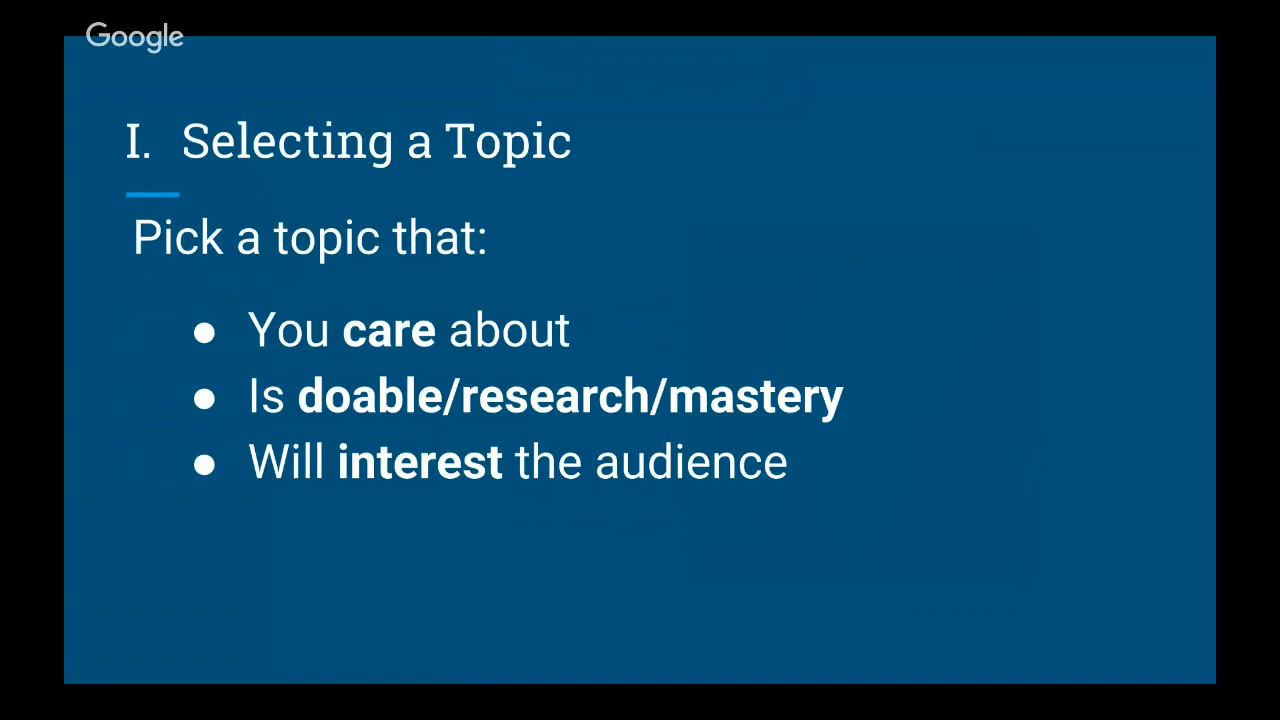 Google
I. Selecting a Topic
Pick a topic that:
● You care about
● Is doable/research/mastery
● Will interest the audience